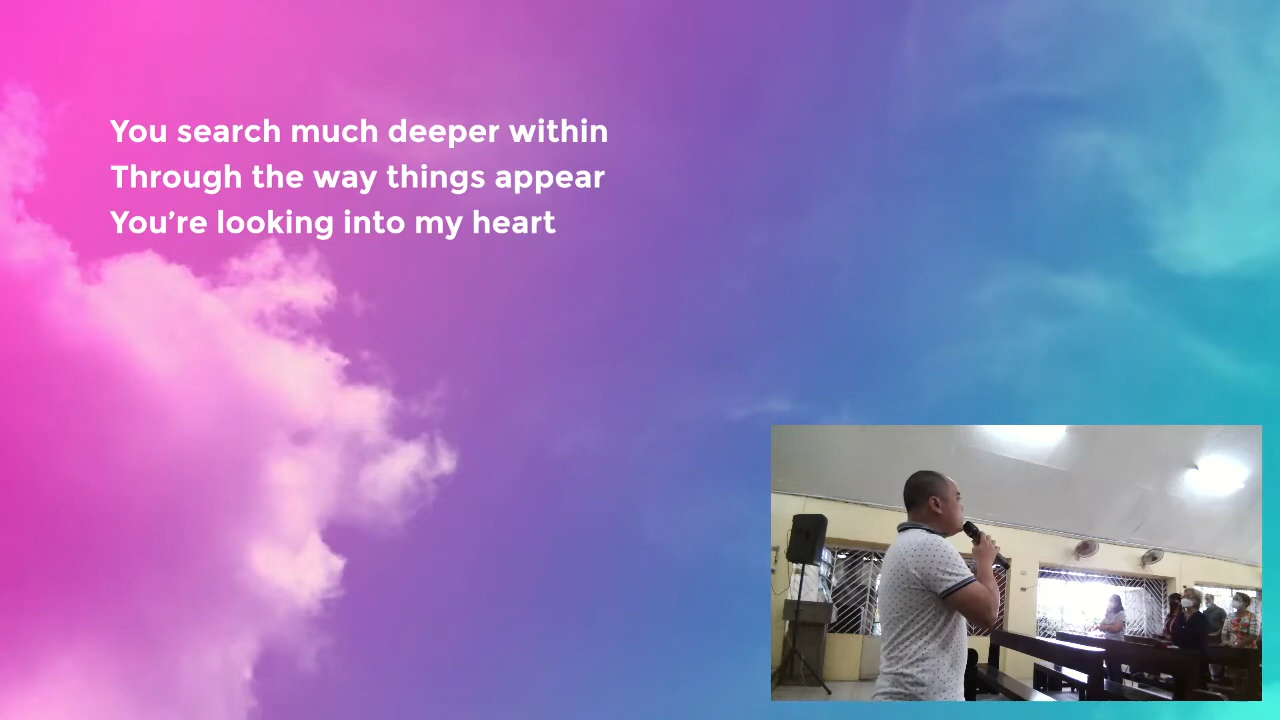 You search much deeper within
Through the way things appear
You’re looking into my heart